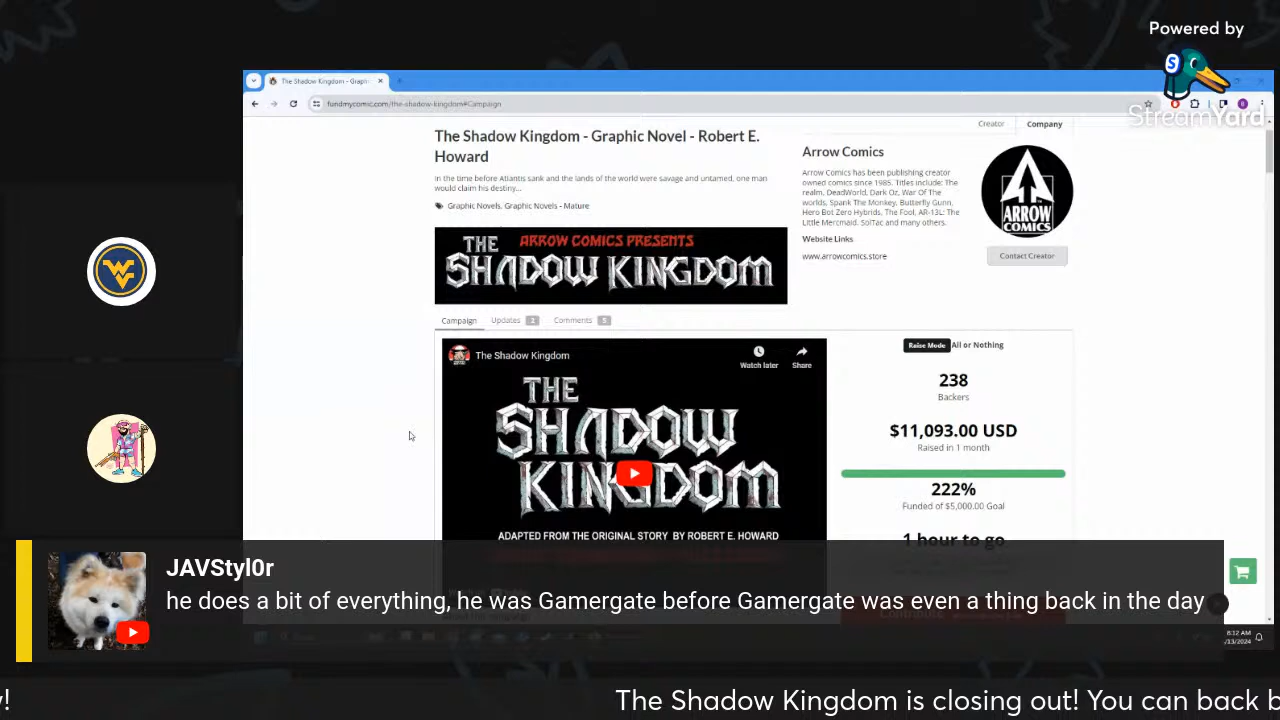 Powered by
StreamYard
The Shadow Kingdom - Graph
fundmycomic.com/the-shadow-kingdom#Campaign
The Shadow Kingdom - Graphic Novel - Robert E.
Howard
In the time before Atlantis sank and the lands of the world were savage and untamed, one man
would claim his destiny...
Graphic Novels, Graphic Novels - Mature
ARROW COMICS PRESENTS
THE
SHADOW KINGDOM
Creator
Company
Arrow Comics
Arrow Comics has been publishing creator
owned comics since 1985. Titles include: The
realm, DeadWorld, Dark Oz, War Of The
worlds, Spank The Monkey, Butterfly Gunn,
Hero Bot Zero Hybrids, The Fool, AR-13L: The
Little Mercmaid. SolTac and many others.
Website Links
www.arrowcomics.store
ARROW
COMICS
Contact Creator
Campaign
Updates 2
Comments 5
The Shadow Kingdom
Watch later
Share
THE
SHADOW
KINGDOM
ADAPTED FROM THE ORIGINAL STORY BY ROBERT E. HOWARD
Raise Mode All or Nothing
238
Backers
$11,093.00 USD
Raised in 1 month
222%
Funded of $5,000.00 Goal
1 hour to go
JAVStyl0r
he does a bit of everything, he was Gamergate before Gamergate was even a thing back in the day
8:12 AM
/13/2024
The Shadow Kingdom is closing out! You can back